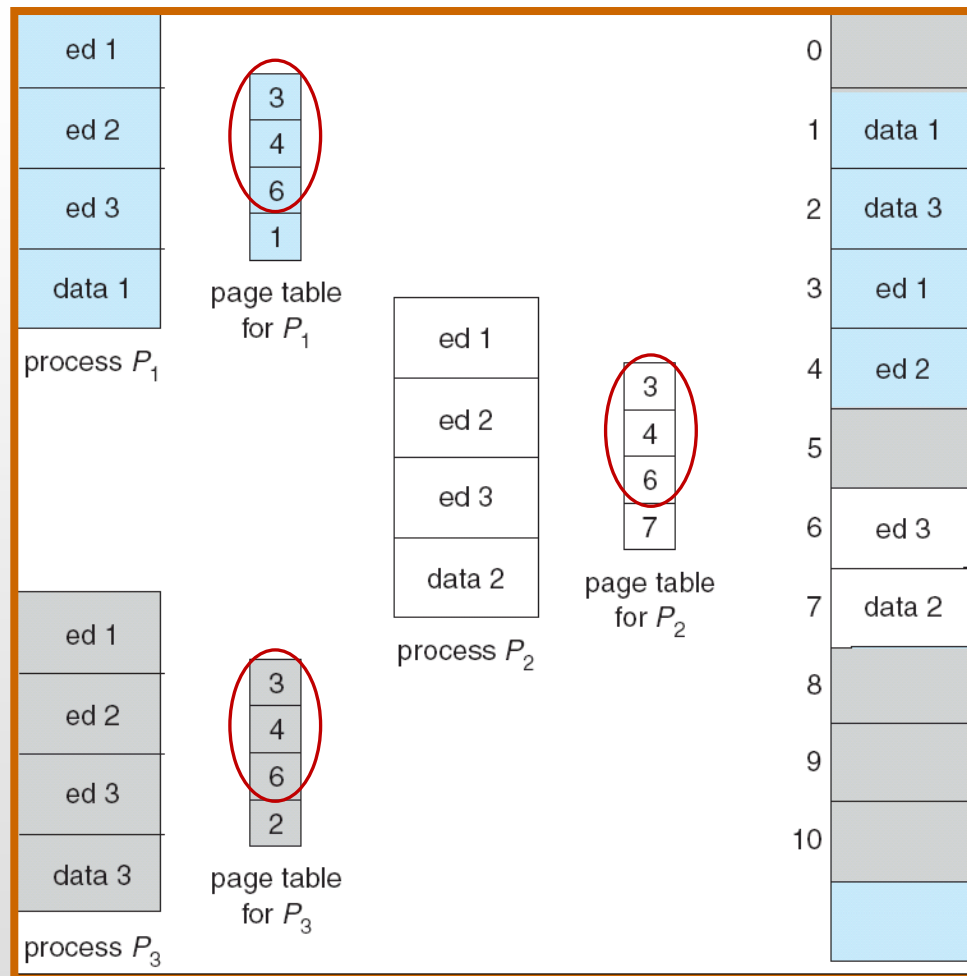 ed 1
ed 2
ed 3
data 1
process P1
3
4
6
1
page table
for P1
ed 1
ed 2
ed 3
data 2
process P2
3
4
6
7
page table
for P2
ed 1
ed 2
ed 3
data 3
process P3
3
4
6
2
page table
for P3
0
1 data 1
2 data 3
3 ed 1
4 ed 2
5
6 ed 3
7 data 2
8
9
10